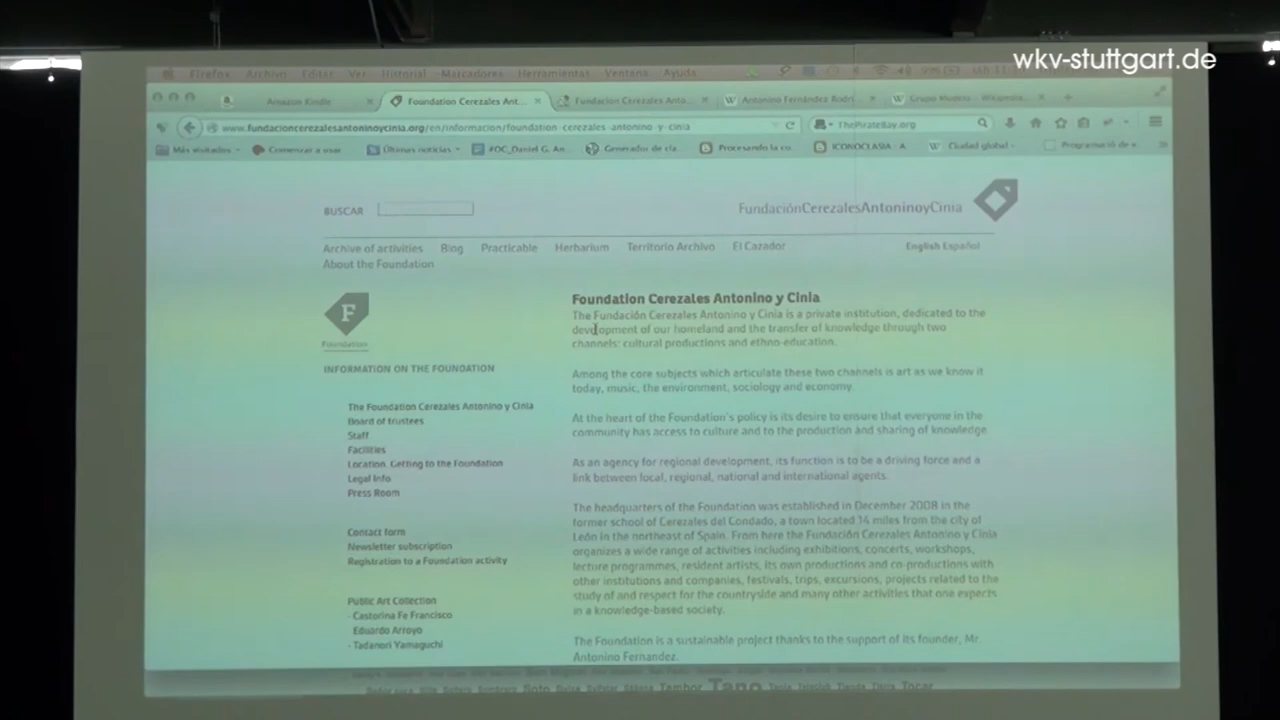 wkv-stuttgart.de
Firefox Archivo Editar Ver Historial Marcadores Herramientas Ventana Ayuda
Amazon Kindle
Foundation Cerezales Ant...
Fundacion Cerezales Anto...
Antonino Fernández Rodrí
Grupo Modelo - Wikipedia
www.fundacioncerezalesantoninoycinia.org/en/informacion/foundation-cerezales-antonino-y-cinia
ThePirateBay.org
Más visitados
Comenzar a usar
Últimas noticias
#OC_Daniel G. An...
Generador de cla
Procesando la co
ICONOCLASIA - A
Ciudad global -
Programació de
BUSCAR
FundaciónCerezalesAntoninoyCinia
Archive of activities Blog Practicable Herbarium Territorio Archivo El Cazador
English Español
About the Foundation
F
Foundation
INFORMATION ON THE FOUNDATION
The Foundation Cerezales Antonino y Cinia
Board of trustees
Staff
Facilities
Location. Getting to the Foundation
Legal Info
Press Room
Contact form
Newsletter subscription
Registration to a Foundation activity
Public Art Collection
- Castorina Fe Francisco
Eduardo Arroyo
- Tadanori Yamaguchi
Foundation Cerezales Antonino y Cinia
The Fundación Cerezales Antonino y Cinia is a private institution, dedicated to the
development of our homeland and the transfer of knowledge through two
channels: cultural productions and ethno-education.
Among the core subjects which articulate these two channels is art as we know it
today, music, the environment, sociology and economy.
At the heart of the Foundation's policy is its desire to ensure that everyone in the
community has access to culture and to the production and sharing of knowledge.
As an agency for regional development, its function is to be a driving force and a
link between local, regional, national and international agents.
The headquarters of the Foundation was established in December 2008 in the
former school of Cerezales del Condado, a town located 14 miles from the city of
León in the northeast of Spain. From here the Fundación Cerezales Antonino y Cinia
organizes a wide range of activities including exhibitions, concerts, workshops,
lecture programmes, resident artists, its own productions and co-productions with
other institutions and companies, festivals, trips, excursions, projects related to the
study of and respect for the countryside and many other activities that one expects
in a knowledge-based society.
The Foundation is a sustainable project thanks to the support of its founder, Mr
Antonino Fernandez.
Tambor Tano Tocar